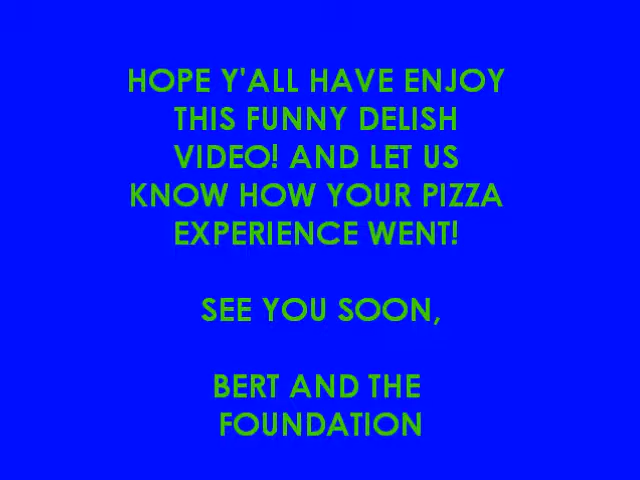 HOPE Y'ALL HAVE ENJOY
THIS FUNNY DELISH
VIDEO! AND LET US
KNOW HOW YOUR PIZZA
EXPERIENCE WENT!
SEE YOU SOON,
BERT AND THE
FOUNDATION